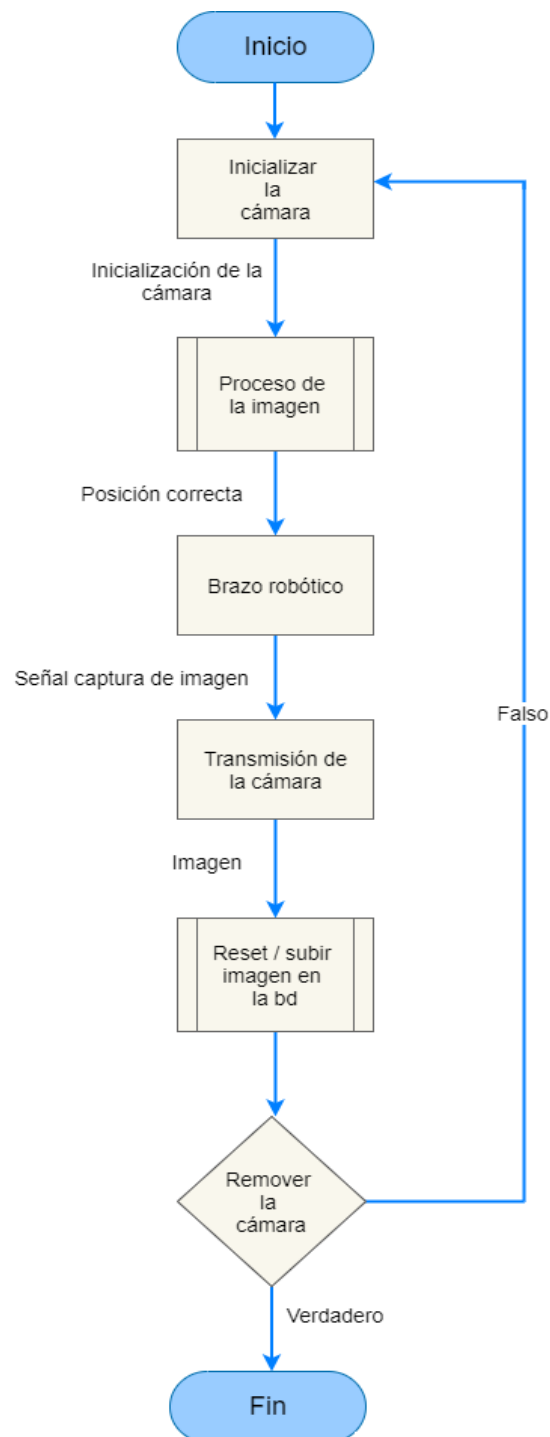 Inicio
Inicializar
la
cámara
Inicialización de la
cámara
Proceso de
la imagen
Posición correcta
Brazo robótico
Señal captura de imagen
Falso
Transmisión de
la cámara
Imagen
Reset / subir
imagen en
la bd
Remover
la
cámara
Verdadero
Fin